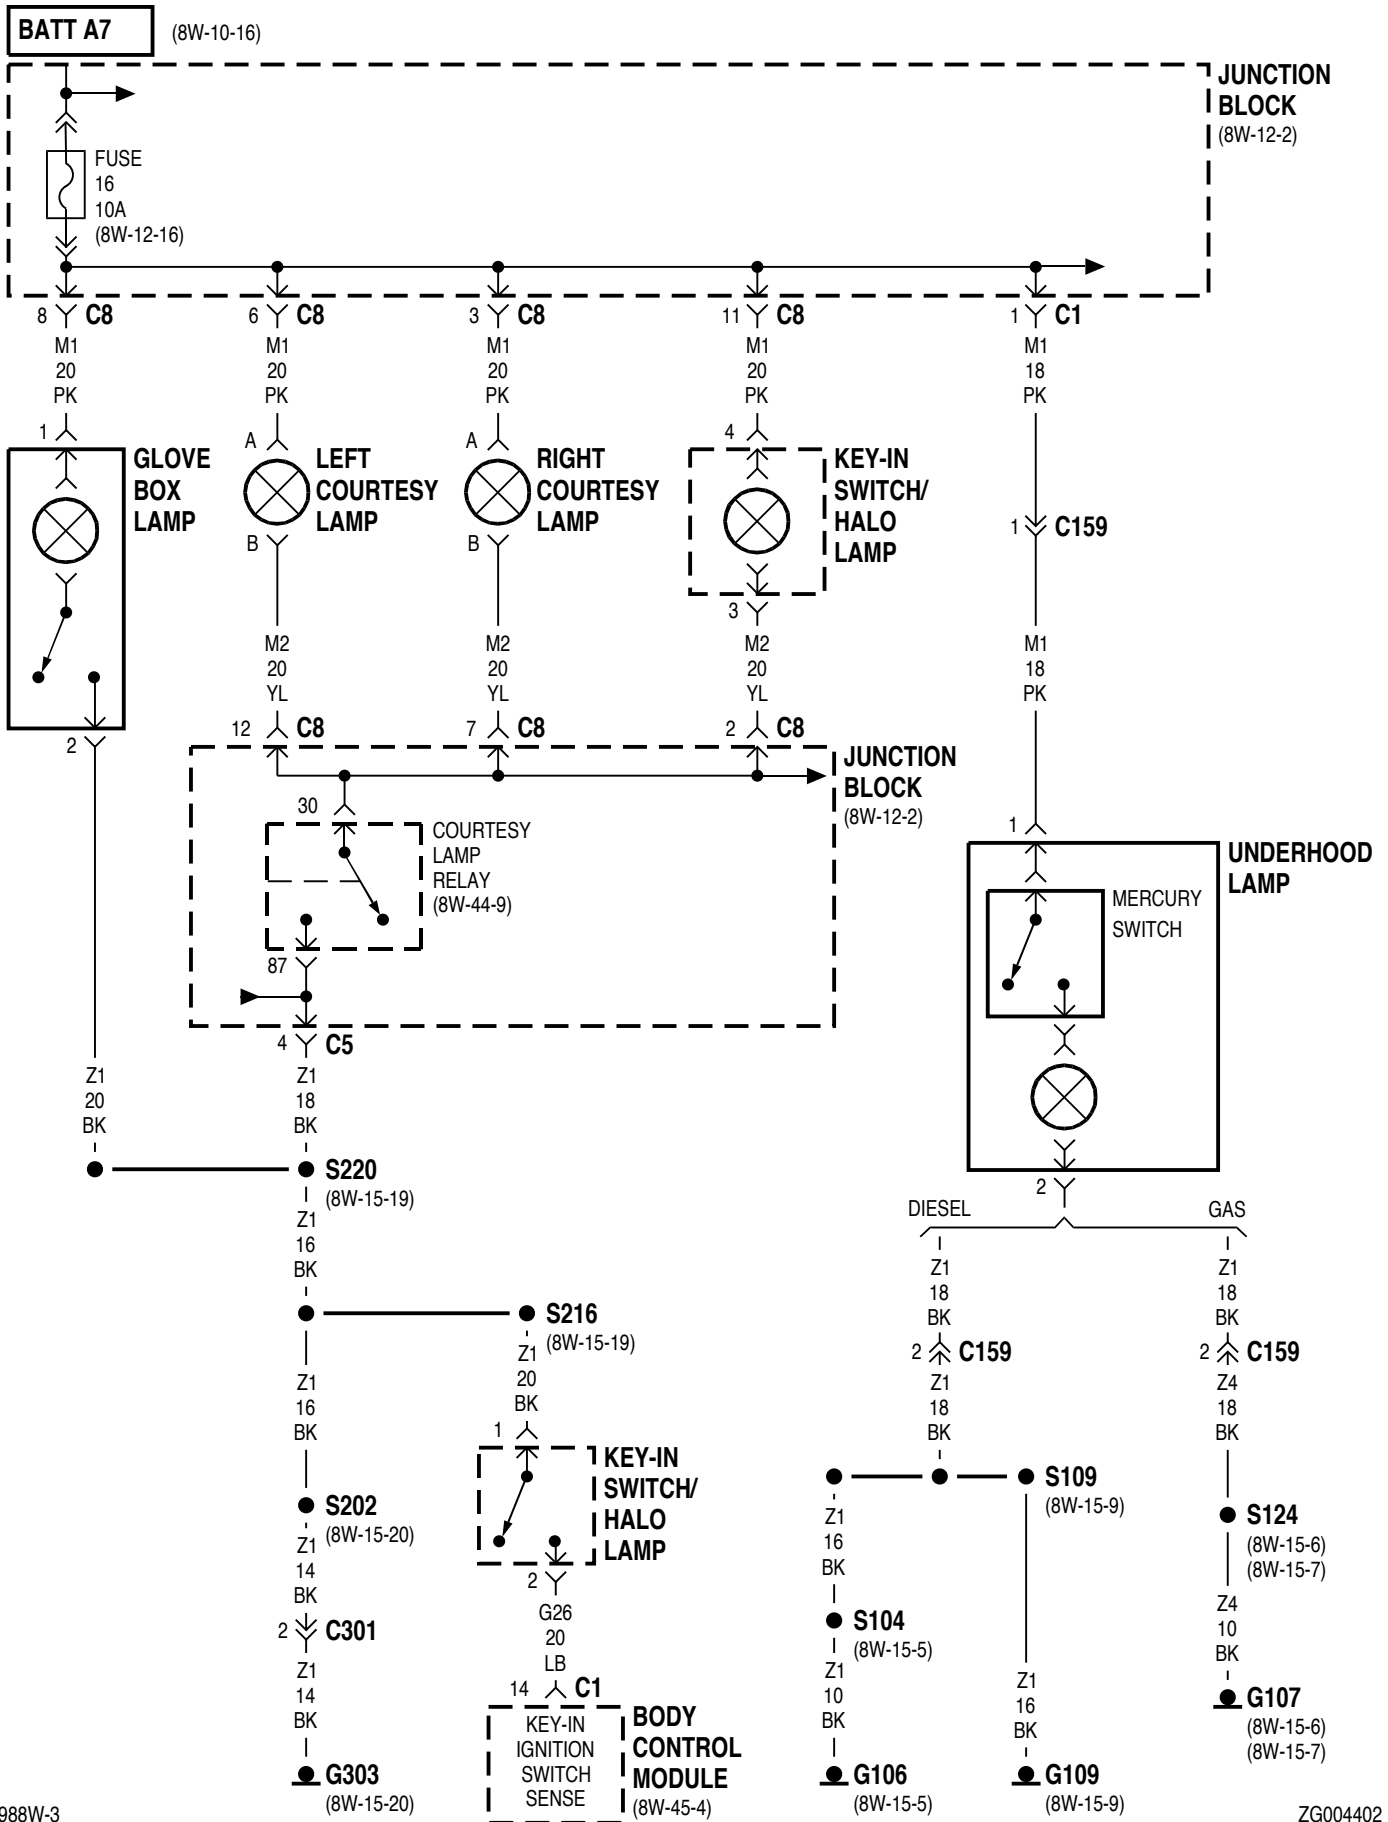 BATT A7 (8W-10-16)
JUNCTION
BLOCK
(8W-12-2)
FUSE
16
10A
(8W-12-16)
8 C8 6 C8 3 C8 11 C8 1 C1
M1 M1 M1 M1 M1
20 20 20 20 18
PK PK PK PK PK
1 A A 4
GLOVE
BOX
LAMP
LEFT
COURTESY
LAMP
RIGHT
COURTESY
LAMP
KEY-IN
SWITCH/
HALO
LAMP
1 C159
B B
3
M2 M2 M2 M1
20 20 20 18
YL YL YL PK
2
12 C8 7 C8 2 C8
JUNCTION
BLOCK
(8W-12-2)
30
COURTESY
LAMP
RELAY
(8W-44-9)
87
4 C5
1
UNDERHOOD
LAMP
MERCURY
SWITCH
2
Z1 Z1
20 18
BK BK
S220
(8W-15-19)
Z1
16
BK
S216
(8W-15-19)
Z1
16
BK
Z1
20
BK
1
KEY-IN
SWITCH/
HALO
LAMP
2
S202
(8W-15-20)
Z1
14
BK
2 C301
Z1
14
BK
G303
(8W-15-20)
G26
20
LB
14 C1
KEY-IN
IGNITION
SWITCH
SENSE
BODY
CONTROL
MODULE
(8W-45-4)
DIESEL GAS
Z1 Z1
18 18
BK BK
2 C159 2 C159
Z1 Z4
18 18
BK BK
S109
(8W-15-9)
Z1
16
BK
S104
(8W-15-5)
Z1
10
BK
G106
(8W-15-5)
Z1
16
BK
G109
(8W-15-9)
S124
(8W-15-6)
(8W-15-7)
Z4
10
BK
G107
(8W-15-6)
(8W-15-7)
988W-3 ZG004402